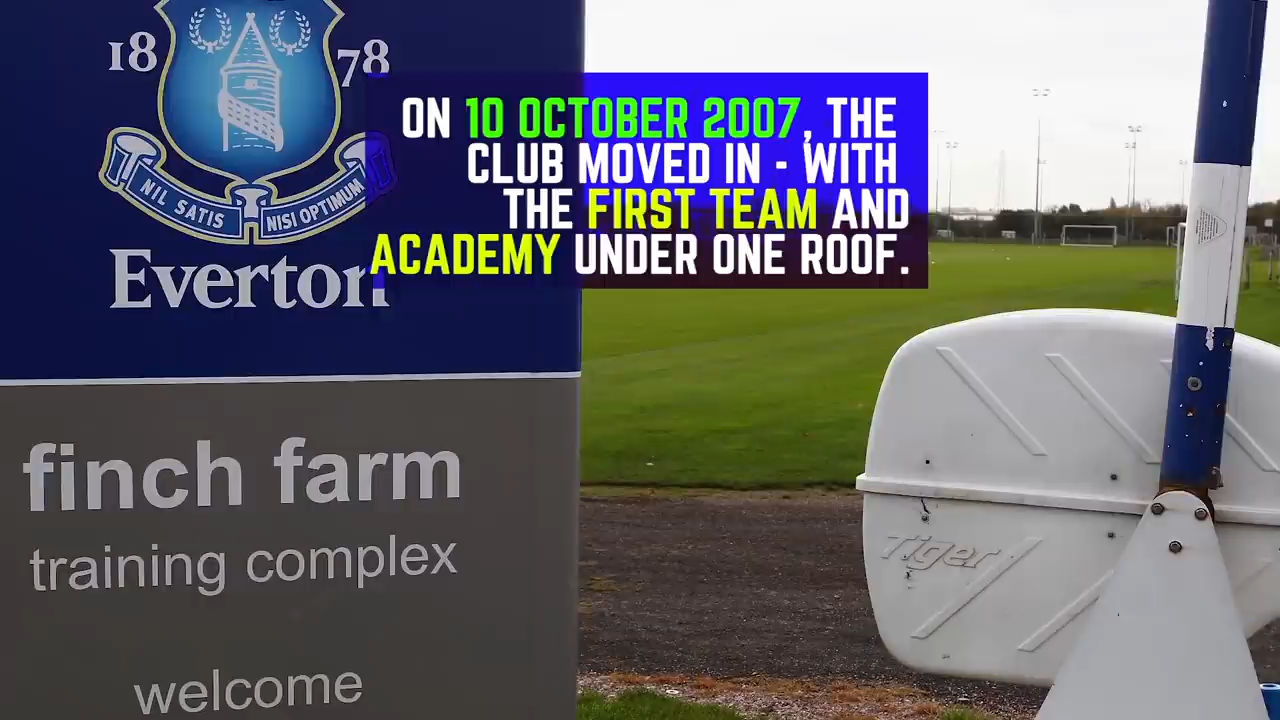 18 78
NIL SATIS NISI OPTIMUM
Everton
finch farm
training complex
welcome
ON 10 OCTOBER 2007, THE
CLUB MOVED IN - WITH
THE FIRST TEAM AND
ACADEMY UNDER ONE ROOF.
Tiger